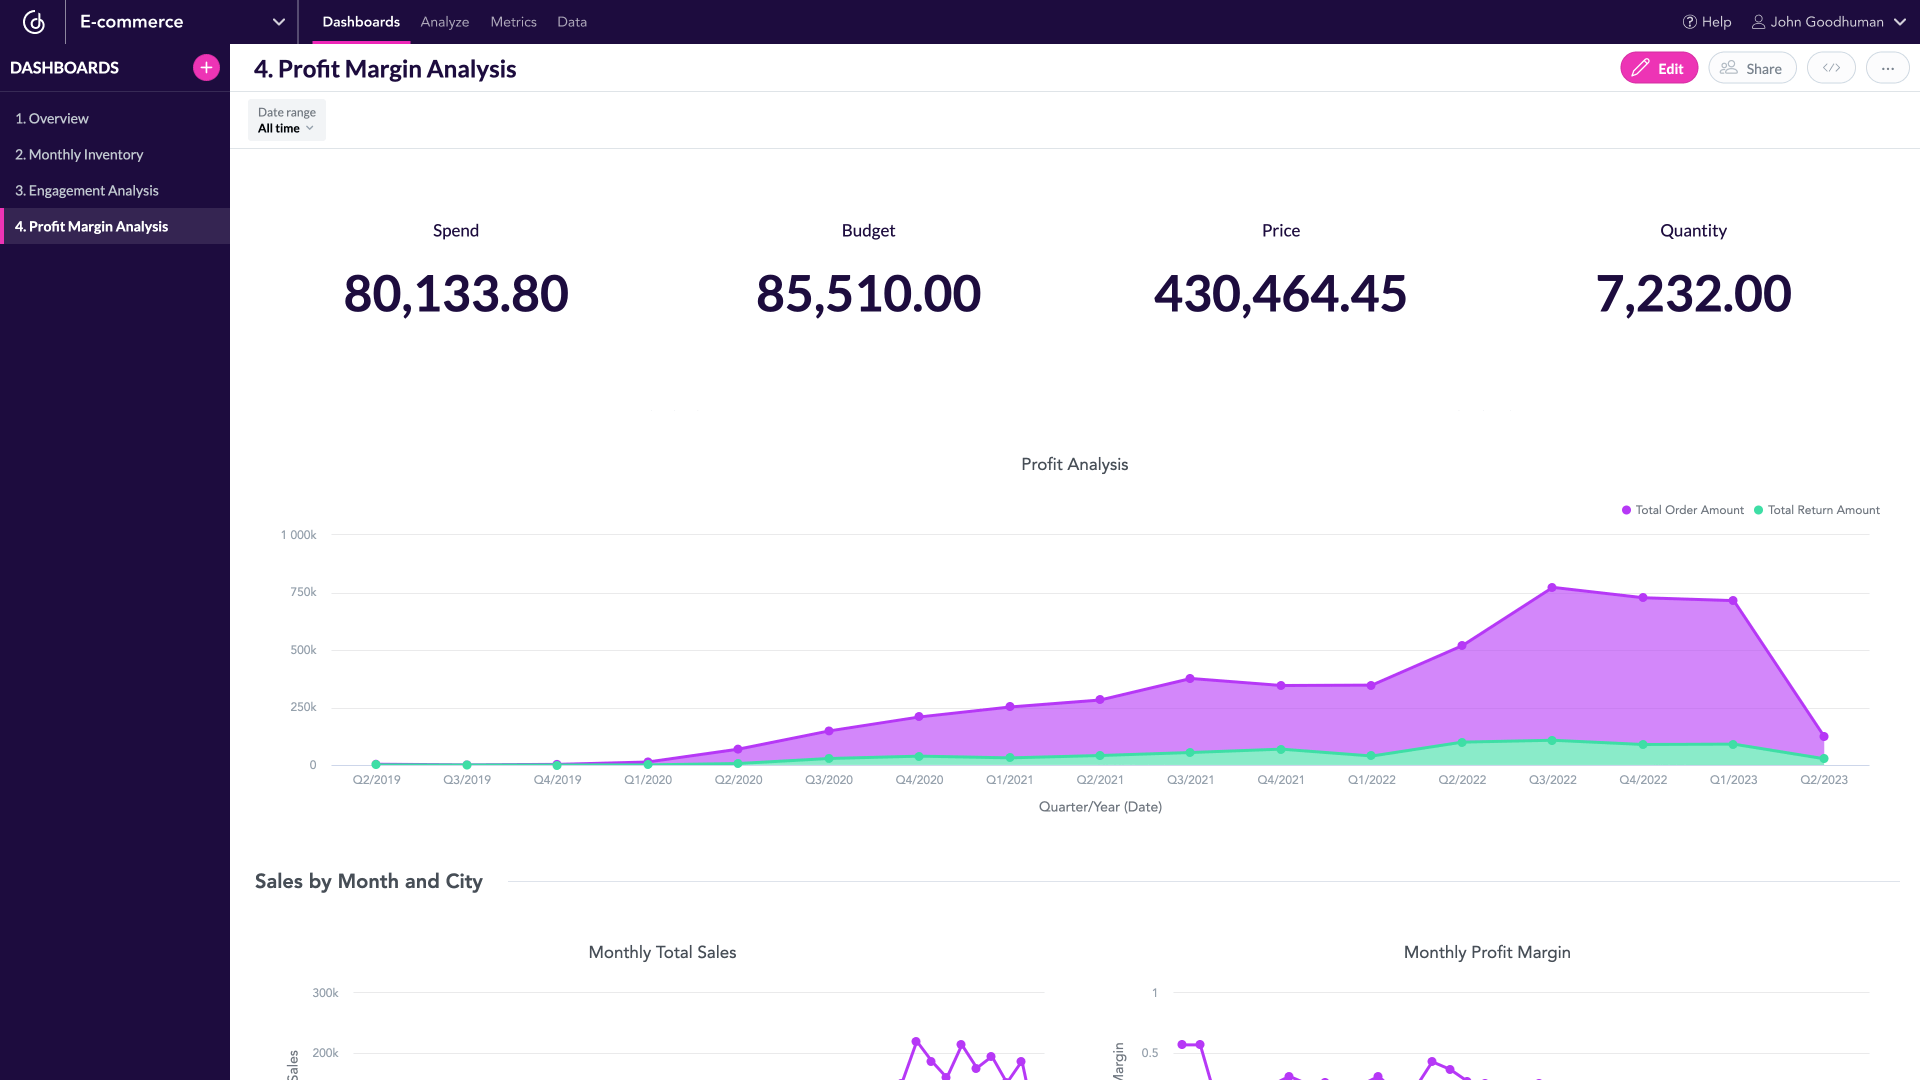 E-commerce
Dashboards Analyze Metrics Data
Help John Goodhuman
DASHBOARDS
4. Profit Margin Analysis
Edit Share </> ...
1. Overview
2. Monthly Inventory
3. Engagement Analysis
4. Profit Margin Analysis
Date range
All time
Spend Budget Price Quantity
80,133.80 85,510.00 430,464.45 7,232.00
Profit Analysis
Total Order Amount Total Return Amount
1 000k
750k
500k
250k
0
Q2/2019 Q3/2019 Q4/2019 Q1/2020 Q2/2020 Q3/2020 Q4/2020 Q1/2021 Q2/2021 Q3/2021 Q4/2021 Q1/2022 Q2/2022 Q3/2022 Q4/2022 Q1/2023 Q2/2023
Quarter/Year (Date)
Sales by Month and City
Monthly Total Sales
300k
200k
Sales
Monthly Profit Margin
1
0.5
Margin